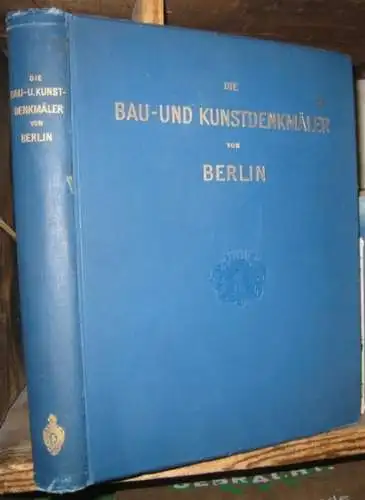 DIE
BAU-U. KUNST-
DENKMÄLER
VON
BERLIN
DIE
BAU-UND KUNSTDENKMÄLER
VON
BERLIN